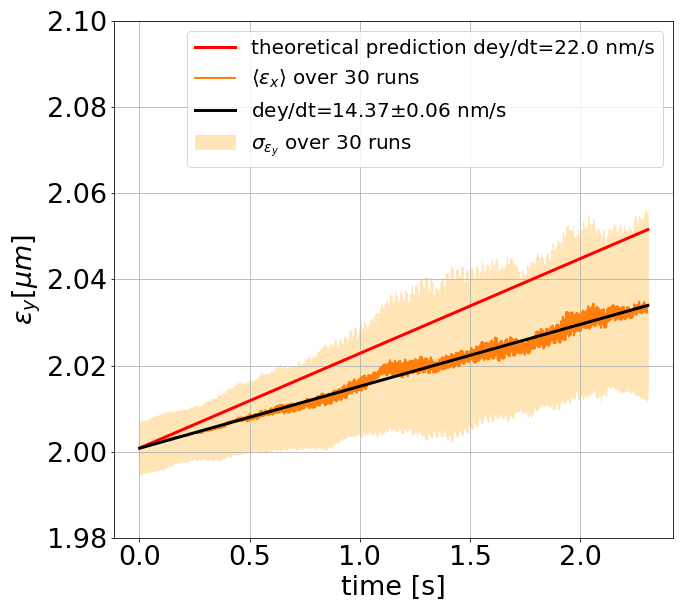 2.10
2.08
2.06
2.04
2.02
2.00
1.98
εy[μm]
theoretical prediction dey/dt=22.0 nm/s
⟨εx⟩ over 30 runs
dey/dt=14.37±0.06 nm/s
σεy over 30 runs
0.0 0.5 1.0 1.5 2.0
time [s]